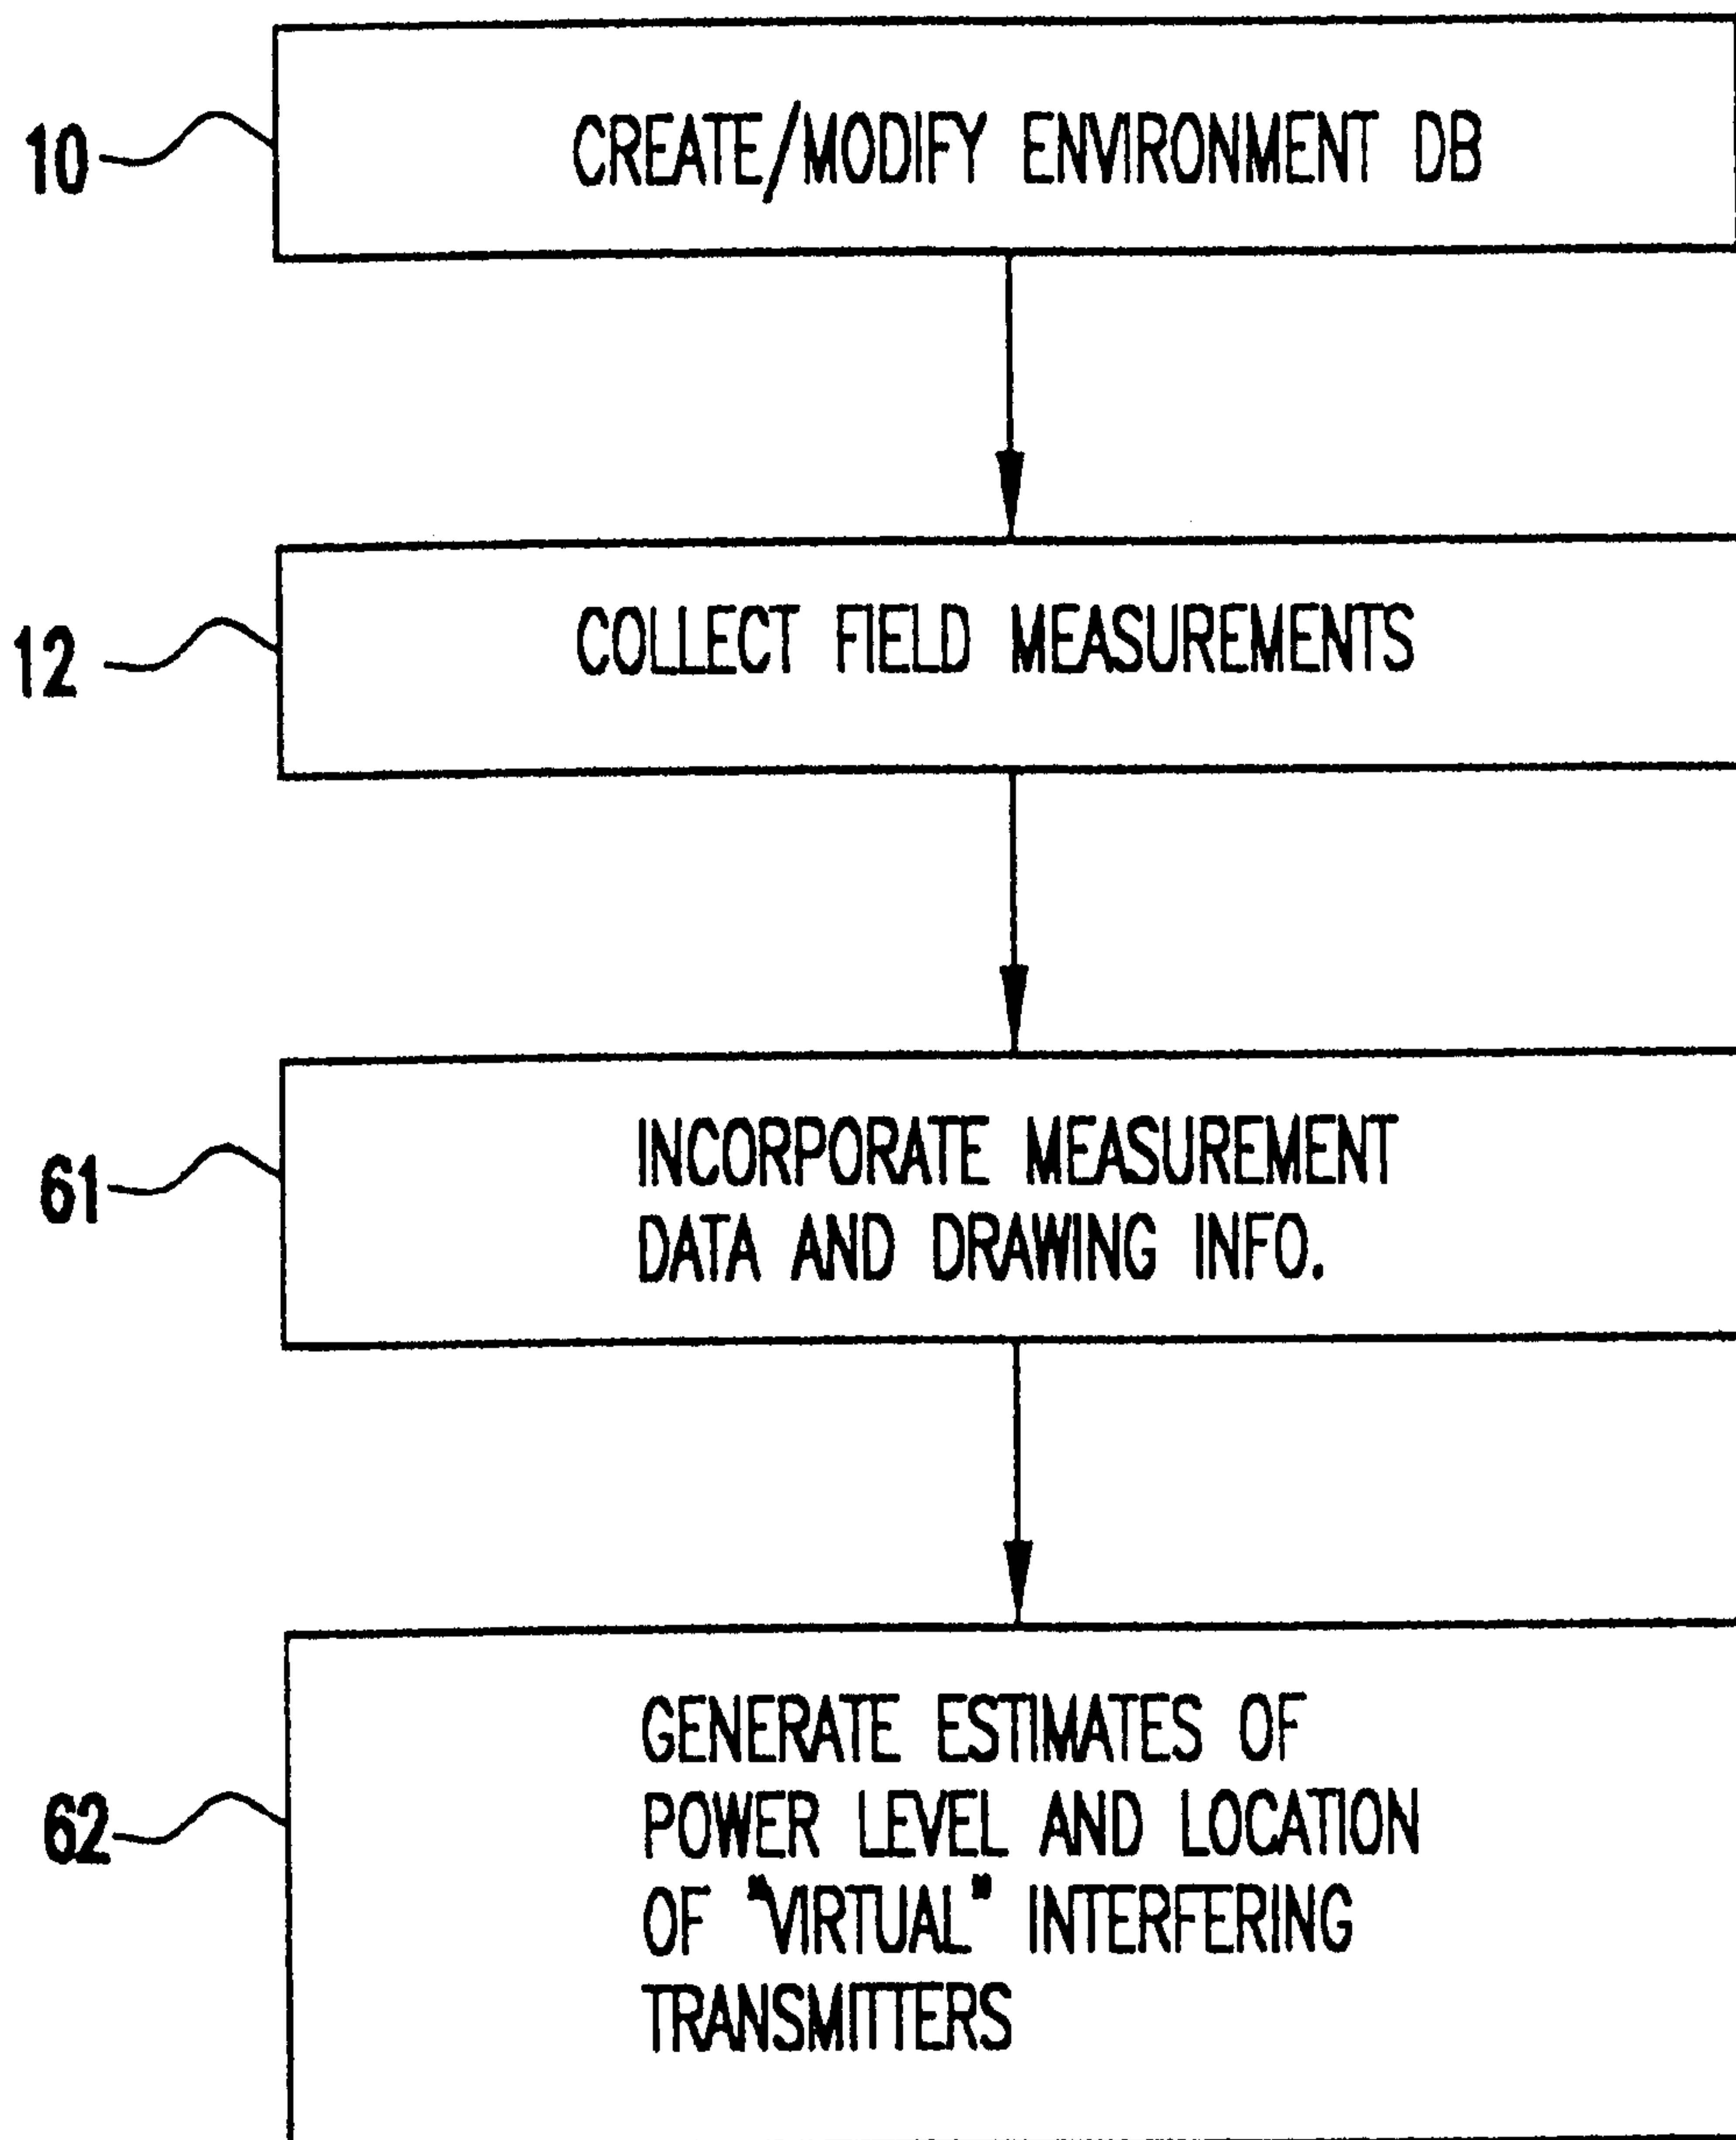 10
CREATE/MODIFY ENVIRONMENT DB
12
COLLECT FIELD MEASUREMENTS
61
INCORPORATE MEASUREMENT
DATA AND DRAWING INFO.
62
GENERATE ESTIMATES OF
POWER LEVEL AND LOCATION
OF "VIRTUAL" INTERFERING
TRANSMITTERS